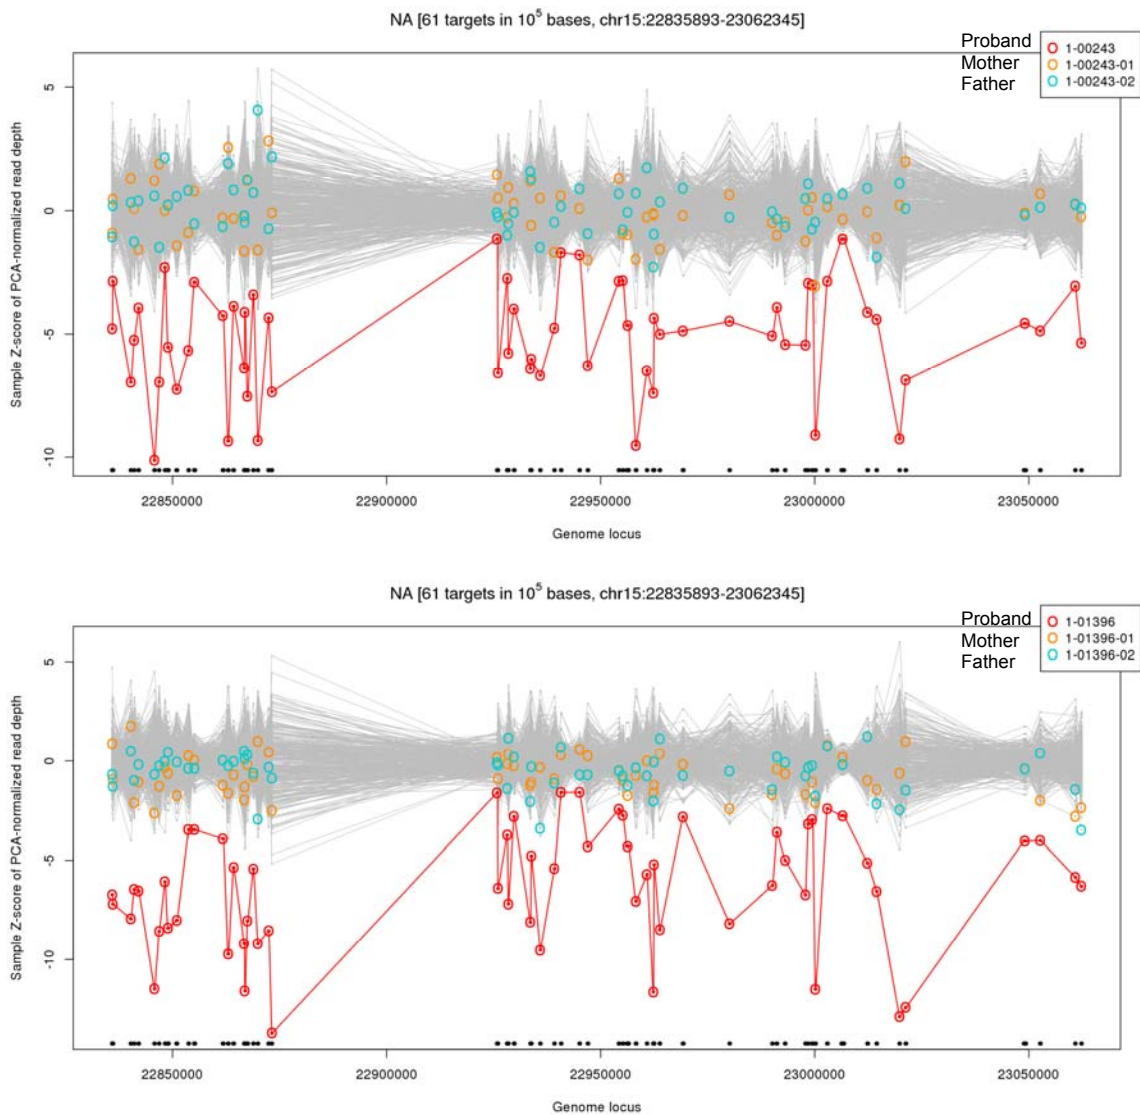 NA [61 targets in 10⁵ bases, chr15:22835893-23062345]
Proband 1-00243
Mother 1-00243-01
Father 1-00243-02
5
0
-5
-10
Sample Z-score of PCA-normalized read depth
22850000 22900000 22950000 23000000 23050000
Genome locus
NA [61 targets in 10⁵ bases, chr15:22835893-23062345]
Proband 1-01396
Mother 1-01396-01
Father 1-01396-02
5
0
-5
-10
Sample Z-score of PCA-normalized read depth
22850000 22900000 22950000 23000000 23050000
Genome locus